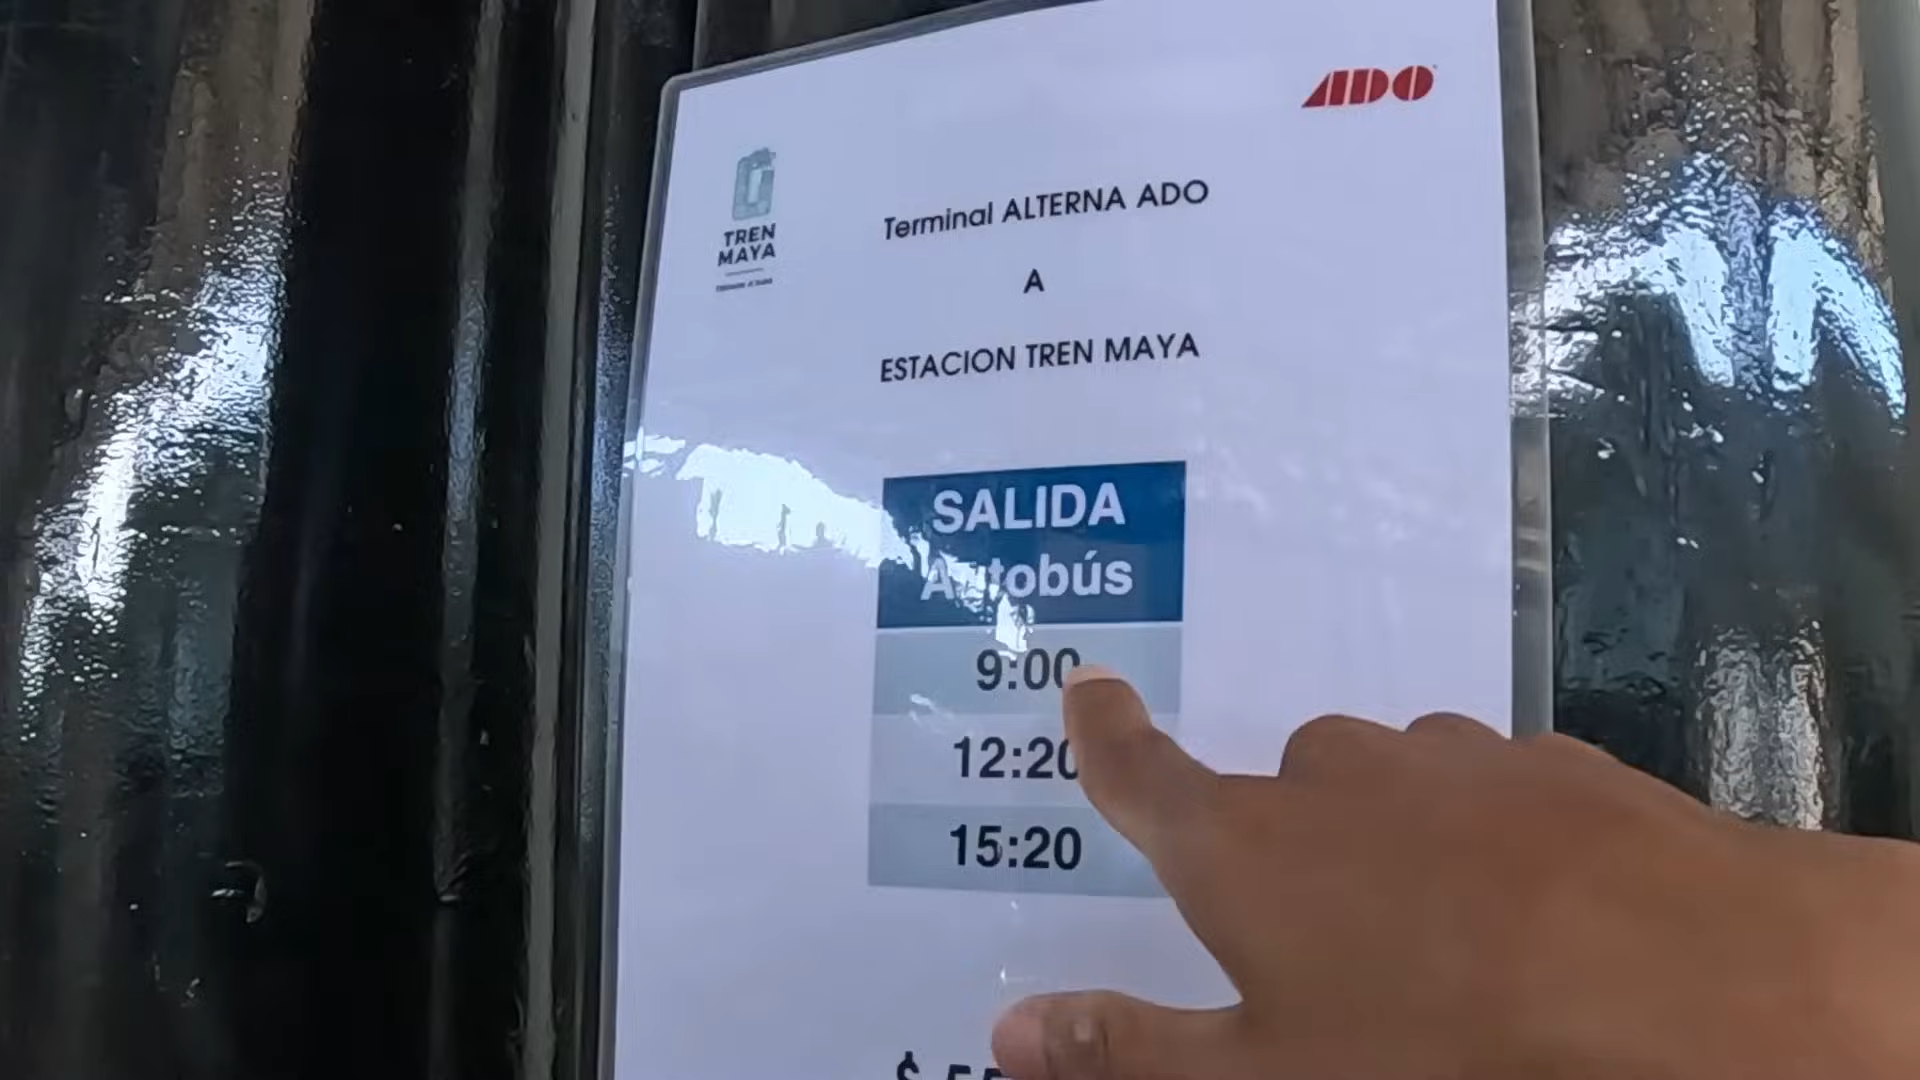 ADO
TREN
MAYA
Terminal ALTERNA ADO
A
ESTACION TREN MAYA
SALIDA
Autobús
9:00
12:20
15:20
$